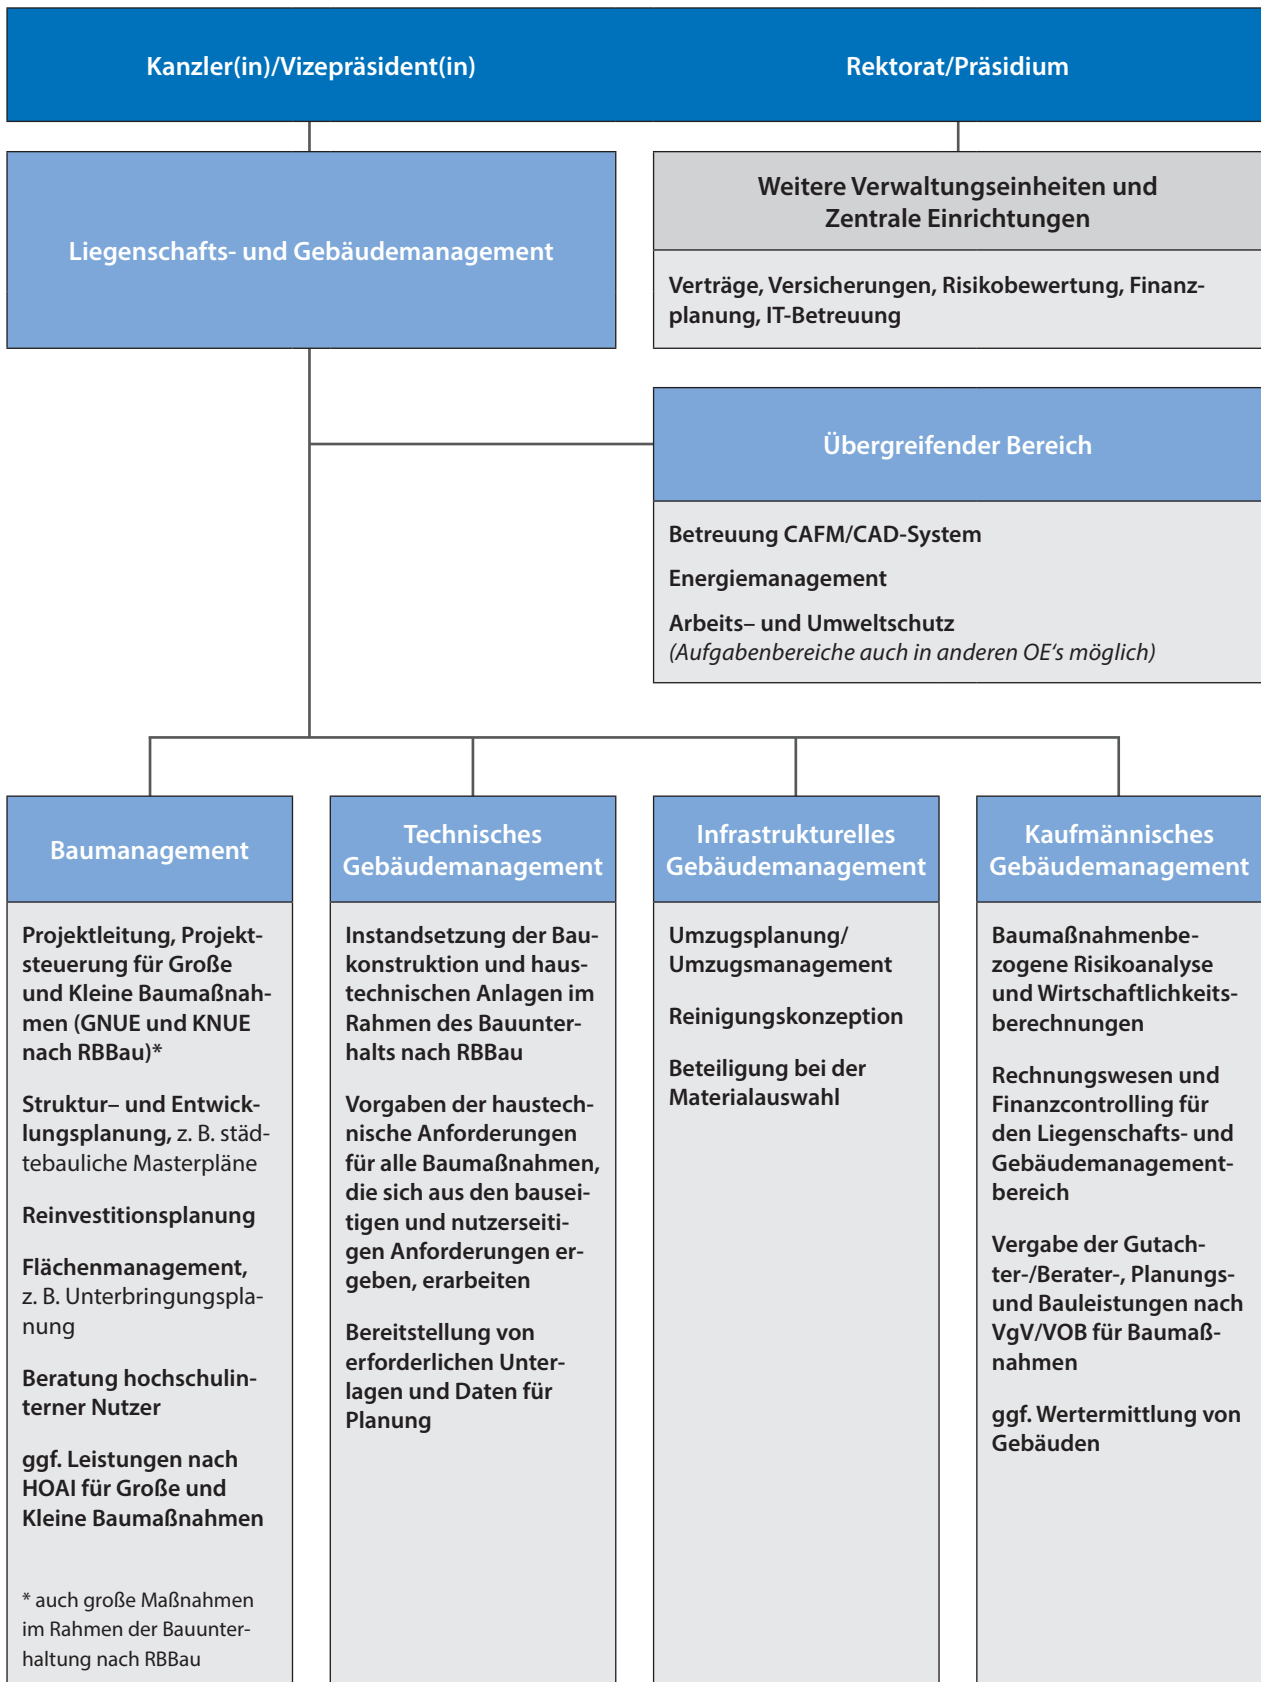 Kanzler(in)/Vizepräsident(in)
Rektorat/Präsidium
Liegenschafts- und Gebäudemanagement
Weitere Verwaltungseinheiten und
Zentrale Einrichtungen
Verträge, Versicherungen, Risikobewertung, Finanz-
planung, IT-Betreuung
Übergreifender Bereich
Betreuung CAFM/CAD-System
Energiemanagement
Arbeits– und Umweltschutz
(Aufgabenbereiche auch in anderen OE‘s möglich)
Baumanagement
Projektleitung, Projekt-
steuerung für Große
und Kleine Baumaßnah-
men (GNUE und KNUE
nach RBBau)*
Struktur– und Entwick-
lungsplanung, z. B. städ-
tebauliche Masterpläne
Reinvestitionsplanung
Flächenmanagement,
z. B. Unterbringungspla-
nung
Beratung hochschulin-
terner Nutzer
ggf. Leistungen nach
HOAI für Große und
Kleine Baumaßnahmen
* auch große Maßnahmen
im Rahmen der Bauunter-
haltung nach RBBau
Technisches
Gebäudemanagement
Instandsetzung der Bau-
konstruktion und haus-
technischen Anlagen im
Rahmen des Bauunter-
halts nach RBBau
Vorgaben der haustech-
nische Anforderungen
für alle Baumaßnahmen,
die sich aus den bausei-
tigen und nutzerseiti-
gen Anforderungen er-
geben, erarbeiten
Bereitstellung von
erforderlichen Unter-
lagen und Daten für
Planung
Infrastrukturelles
Gebäudemanagement
Umzugsplanung/
Umzugsmanagement
Reinigungskonzeption
Beteiligung bei der
Materialauswahl
Kaufmännisches
Gebäudemanagement
Baumaßnahmenbe-
zogene Risikoanalyse
und Wirtschaftlichkeits-
berechnungen
Rechnungswesen und
Finanzcontrolling für
den Liegenschafts- und
Gebäudemanagement-
bereich
Vergabe der Gutach-
ter-/Berater-, Planungs-
und Bauleistungen nach
VgV/VOB für Baumaß-
nahmen
ggf. Wertermittlung von
Gebäuden